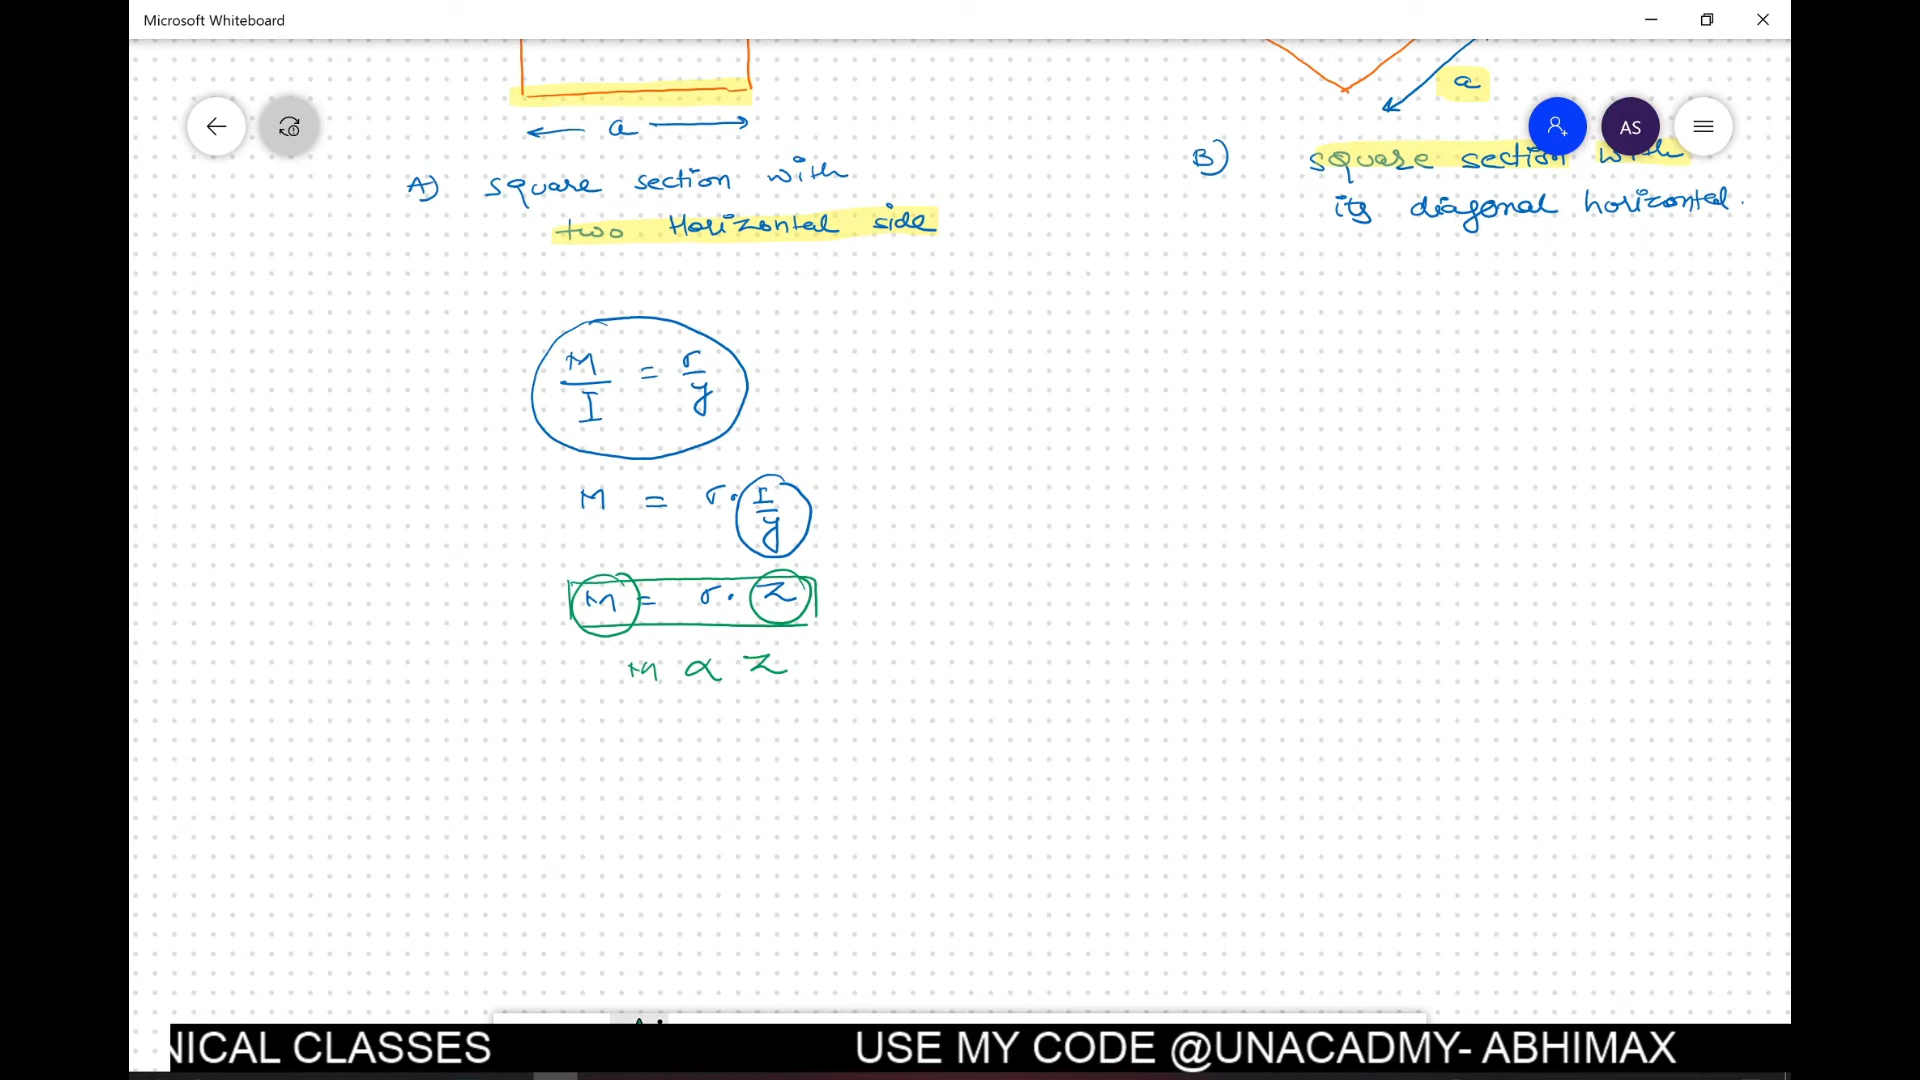 Microsoft Whiteboard
a
a
AS
A) square section with
two Horizontal side
B) square section with
its diagonal horizontal.
M/I = σ/y
M = σ. I/y
M = σ. Z
M ∝ Z
NICAL CLASSES
USE MY CODE @UNACADMY- ABHIMAX